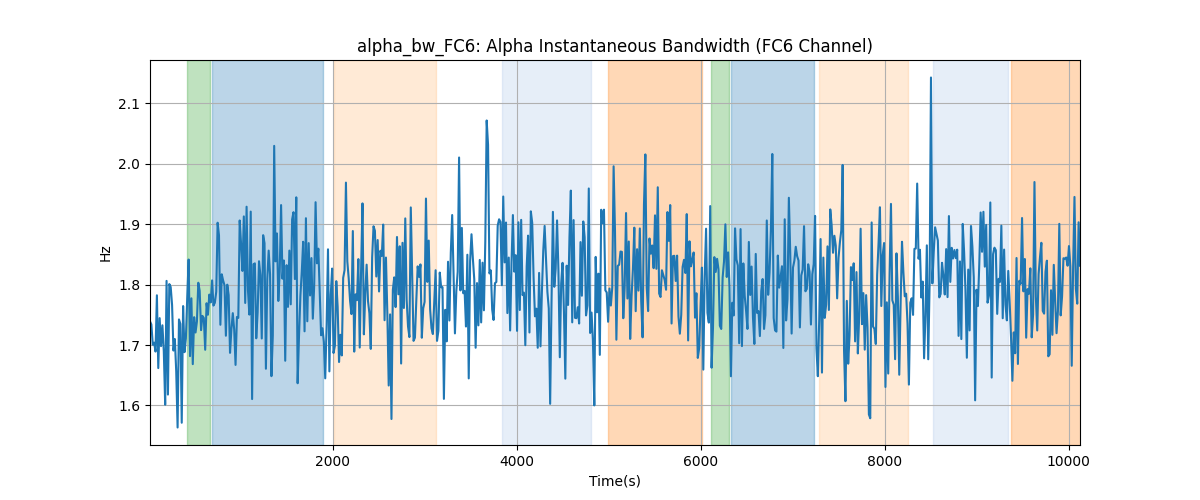 alpha_bw_FC6: Alpha Instantaneous Bandwidth (FC6 Channel)
Hz
2.1
2.0
1.9
1.8
1.7
1.6
2000 4000 6000 8000 10000
Time(s)